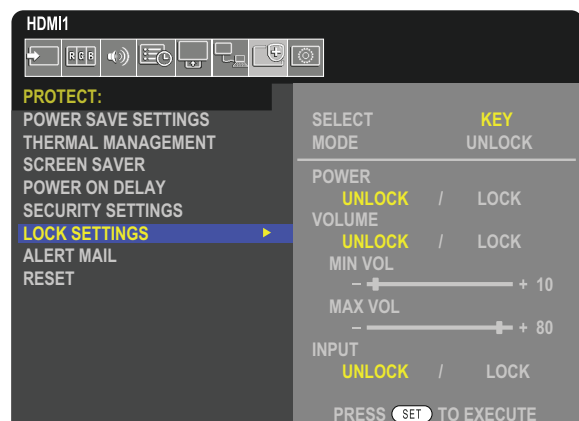 HDMI1
R G B
PROTECT:
POWER SAVE SETTINGS
THERMAL MANAGEMENT
SCREEN SAVER
POWER ON DELAY
SECURITY SETTINGS
LOCK SETTINGS
ALERT MAIL
RESET
SELECT KEY
MODE UNLOCK
POWER
UNLOCK / LOCK
VOLUME
UNLOCK / LOCK
MIN VOL
– + 10
MAX VOL
– + 80
INPUT
UNLOCK / LOCK
PRESS SET TO EXECUTE